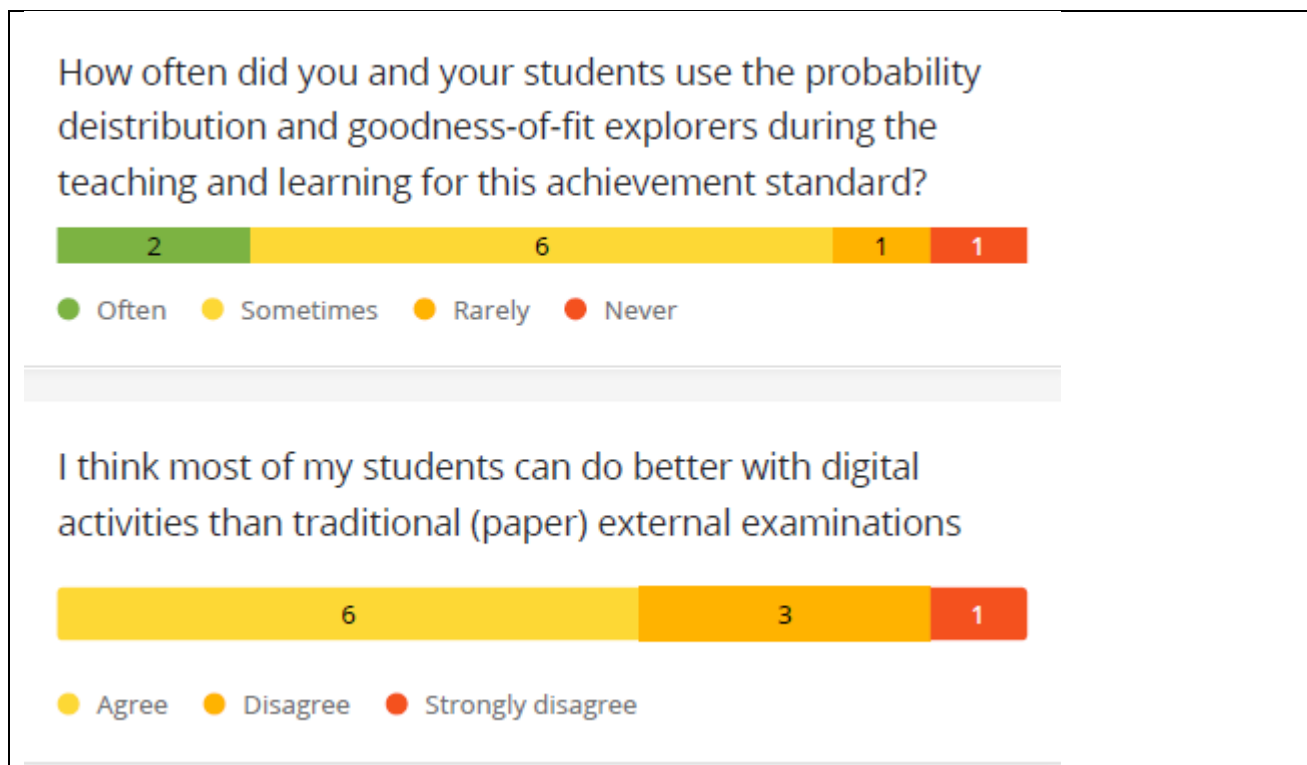 How often did you and your students use the probability
deistribution and goodness-of-fit explorers during the
teaching and learning for this achievement standard?
2 6 1 1
Often Sometimes Rarely Never
I think most of my students can do better with digital
activities than traditional (paper) external examinations
6 3 1
Agree Disagree Strongly disagree